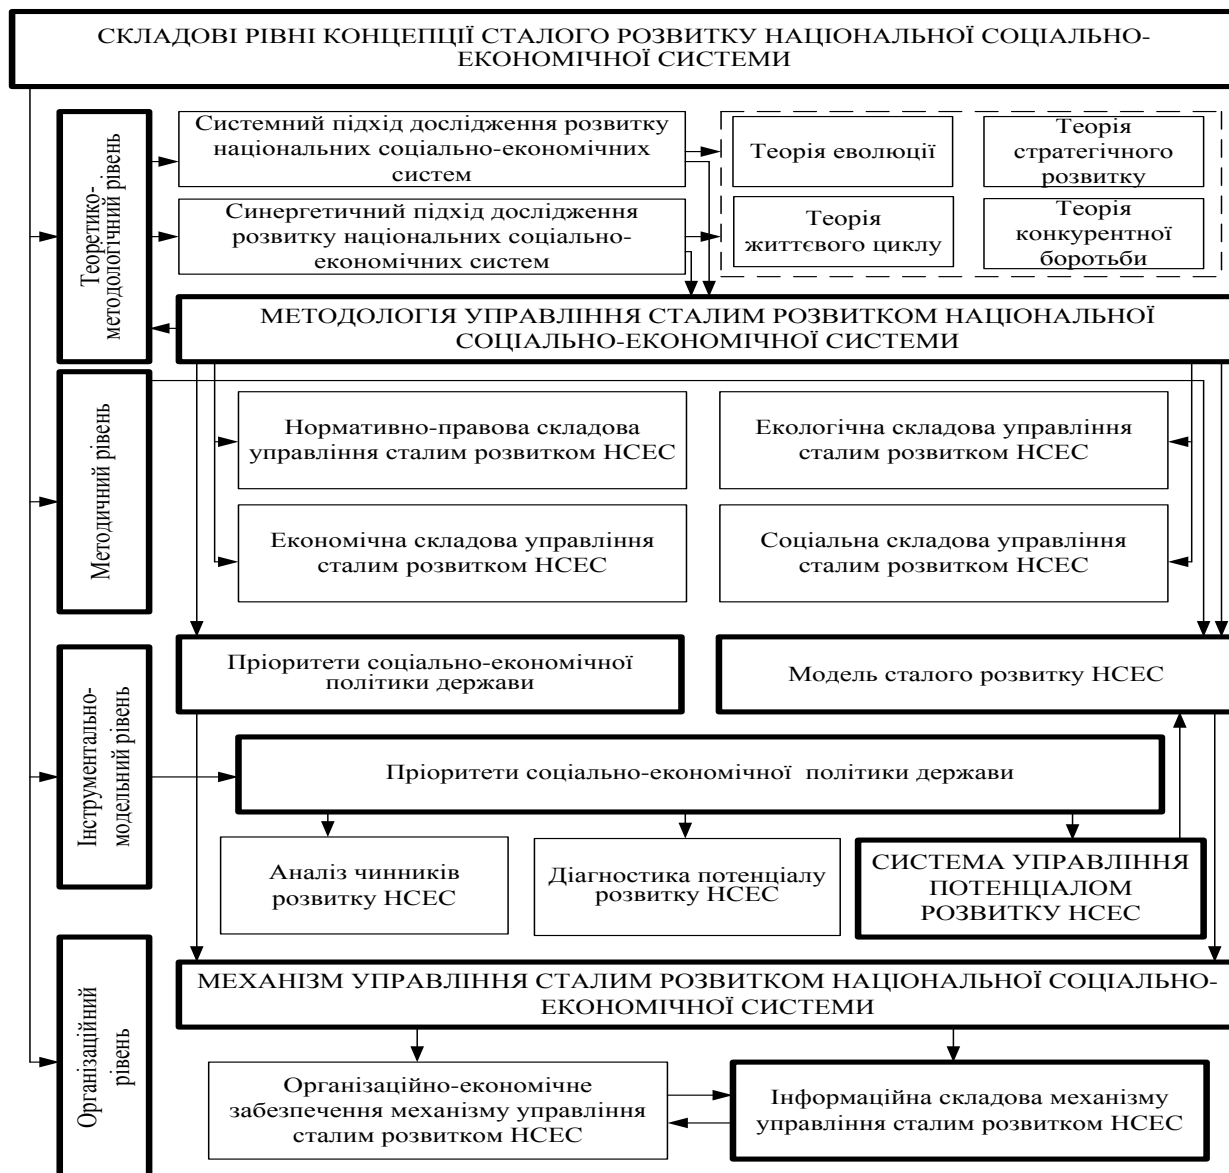 СКЛАДОВІ РІВНІ КОНЦЕПЦІЇ СТАЛОГО РОЗВИТКУ НАЦІОНАЛЬНОЇ СОЦІАЛЬНО-
ЕКОНОМІЧНОЇ СИСТЕМИ
Теоретико-
методологічний рівень
Системний підхід дослідження розвитку
національних соціально-економічних
систем
Теорія еволюції
Теорія
стратегічного
розвитку
Синергетичний підхід дослідження
розвитку національних соціально-
економічних систем
Теорія
життєвого циклу
Теорія
конкурентної
боротьби
МЕТОДОЛОГІЯ УПРАВЛІННЯ СТАЛИМ РОЗВИТКОМ НАЦІОНАЛЬНОЇ
СОЦІАЛЬНО-ЕКОНОМІЧНОЇ СИСТЕМИ
Методичний рівень
Нормативно-правова складова
управління сталим розвитком НСЕС
Екологічна складова управління
сталим розвитком НСЕС
Економічна складова управління
сталим розвитком НСЕС
Соціальна складова управління
сталим розвитком НСЕС
Інструментально-
модельний рівень
Пріоритети соціально-економічної
політики держави
Модель сталого розвитку НСЕС
Пріоритети соціально-економічної політики держави
Аналіз чинників
розвитку НСЕС
Діагностика потенціалу
розвитку НСЕС
СИСТЕМА УПРАВЛІННЯ
ПОТЕНЦІАЛОМ
РОЗВИТКУ НСЕС
Організаційний
рівень
МЕХАНІЗМ УПРАВЛІННЯ СТАЛИМ РОЗВИТКОМ НАЦІОНАЛЬНОЇ СОЦІАЛЬНО-
ЕКОНОМІЧНОЇ СИСТЕМИ
Організаційно-економічне
забезпечення механізму управління
сталим розвитком НСЕС
Інформаційна складова механізму
управління сталим розвитком НСЕС